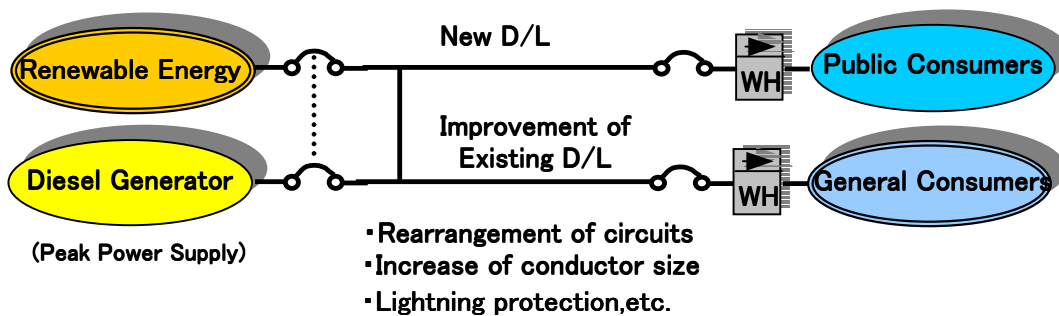 New D/L
Renewable Energy
WH
Public Consumers
Improvement of
Existing D/L
Diesel Generator
WH
General Consumers
(Peak Power Supply)
・Rearrangement of circuits
・Increase of conductor size
・Lightning protection,etc.